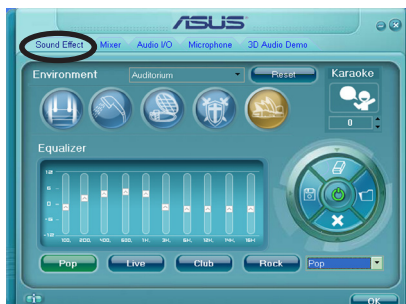 ASUS
Sound Effect Mixer Audio I/O Microphone 3D Audio Demo
Environment Auditorium Reset Karaoke
0
Equalizer
Pop Live Club Rock Pop
OK